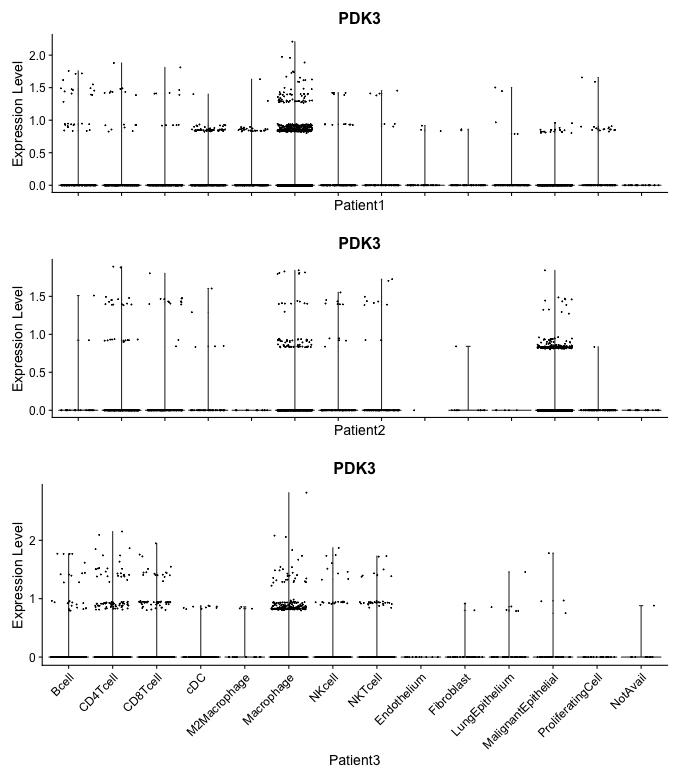 PDK3
Expression Level
2.0
1.5
1.0
0.5
0.0
Patient1
PDK3
Expression Level
1.5
1.0
0.5
0.0
Patient2
PDK3
Expression Level
2
1
0
Bcell
CD4Tcell
CD8Tcell
cDC
M2Macrophage
Macrophage
NKcell
NKTcell
Endothelium
Fibroblast
LungEpithelium
MalignantEpithelial
ProliferatingCell
NotAvail
Patient3